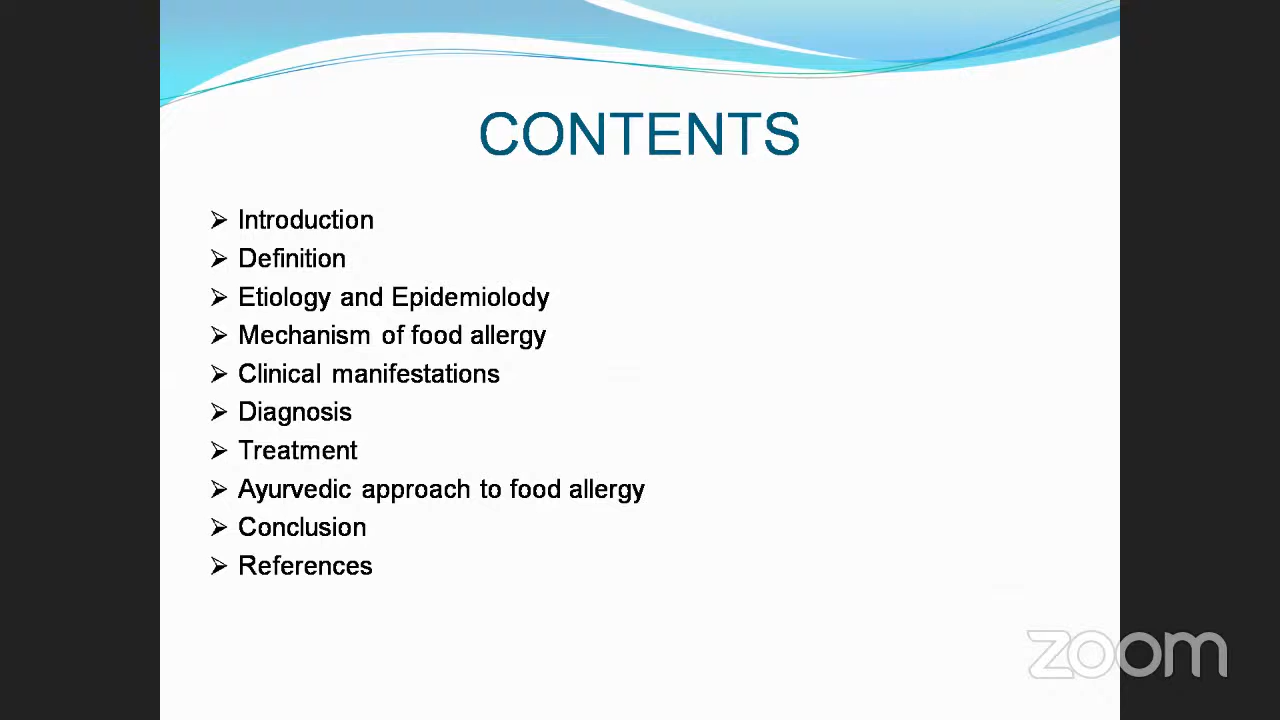 CONTENTS
Introduction
Definition
Etiology and Epidemiolody
Mechanism of food allergy
Clinical manifestations
Diagnosis
Treatment
Ayurvedic approach to food allergy
Conclusion
References
zoom